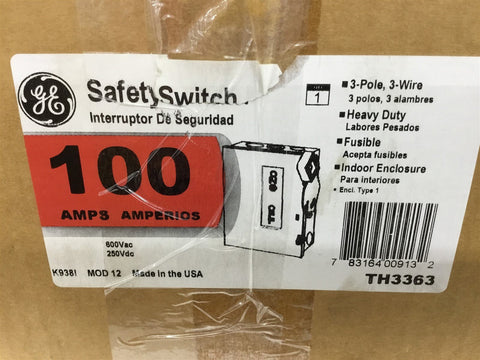 GE
SafetySwitch
Interruptor De Seguridad
100
AMPS AMPERIOS
600Vac
250Vdc
K938I MOD 12 Made in the USA
1
3-Pole, 3-Wire
3 polos, 3 alambres
Heavy Duty
Labores Pesados
Fusible
Acepta fusibles
Indoor Enclosure
Para interiores
• Encl. Type 1
7 83164 00913 2
TH3363